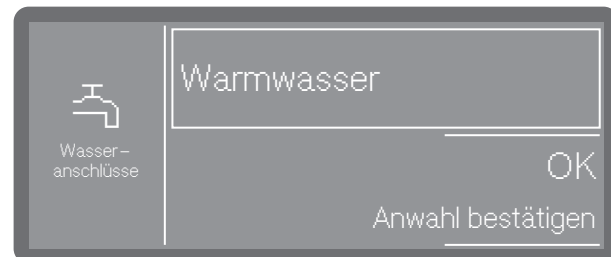 Wasser-
anschlüsse
Warmwasser
OK
Anwahl bestätigen